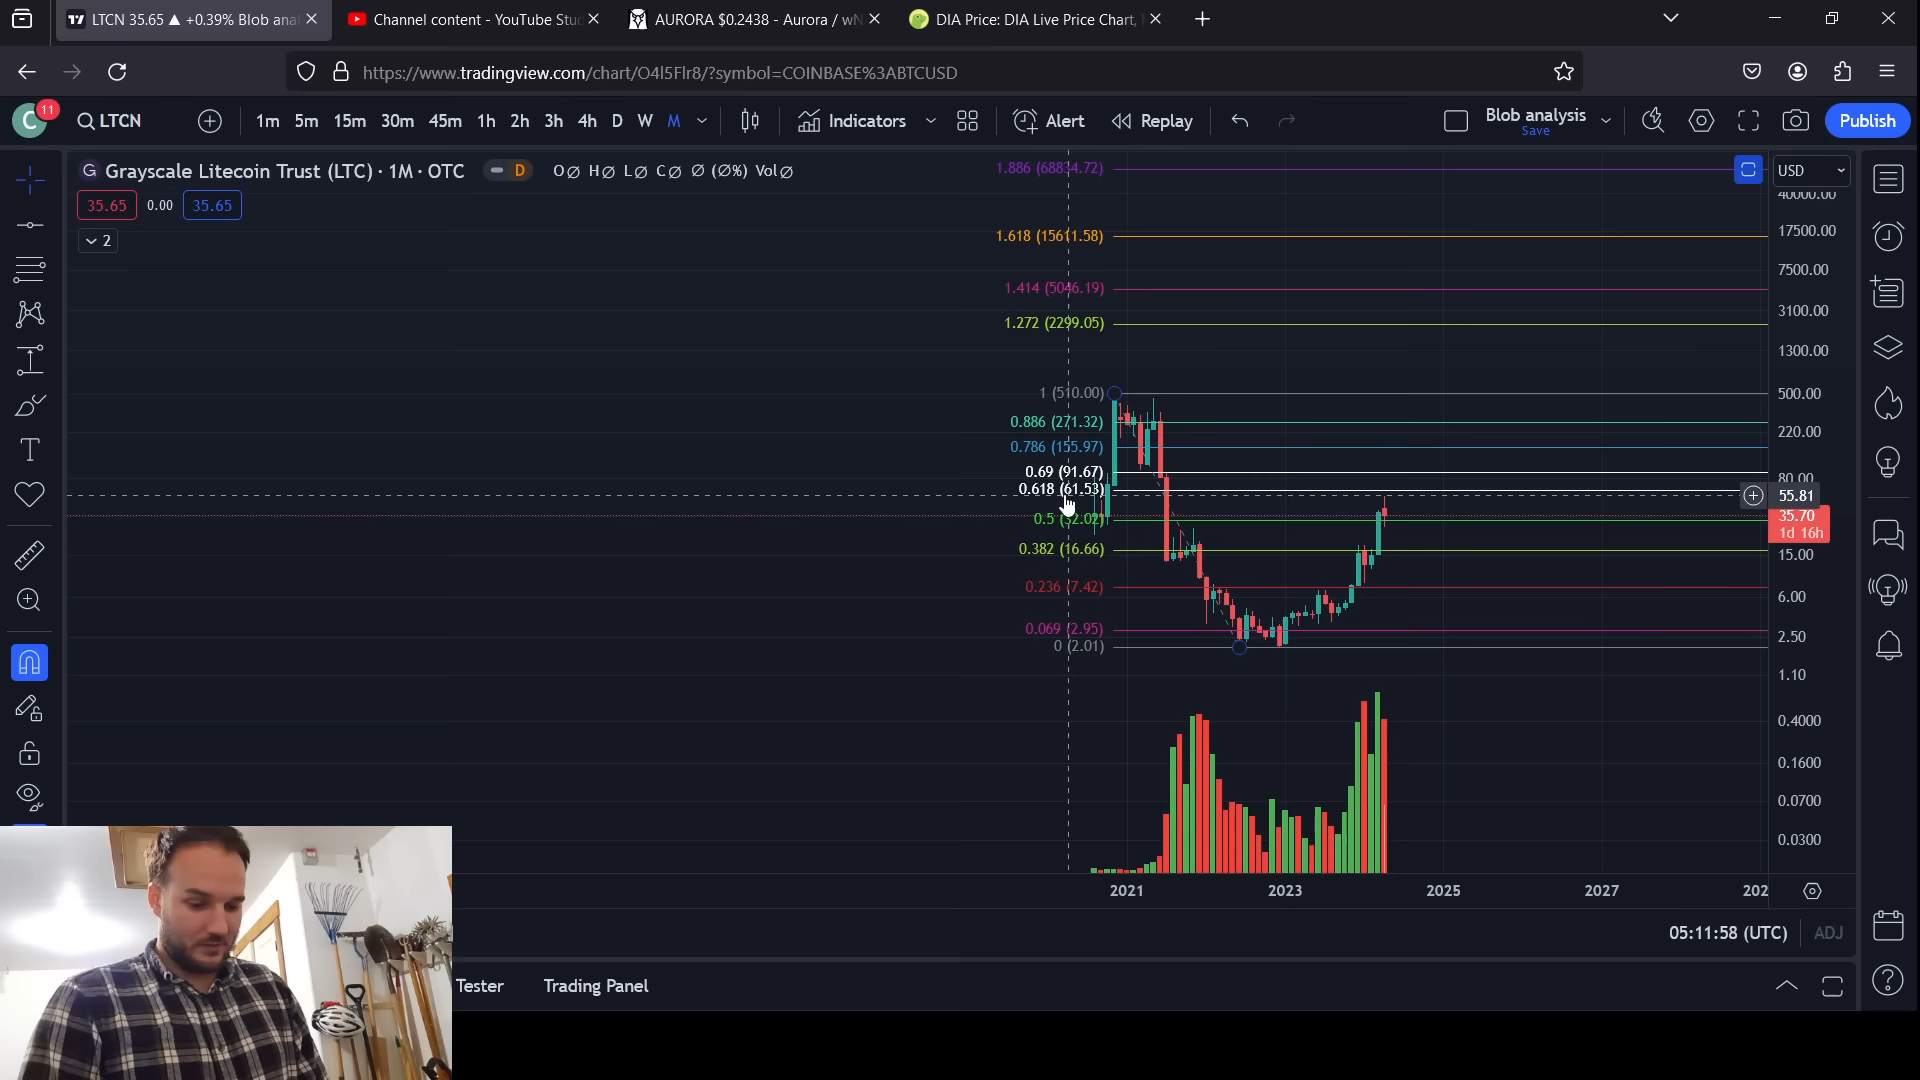 LTCN 35.65 ▲ +0.39% Blob ana
Channel content - YouTube Stu
AURORA $0.2438 - Aurora / wN
DIA Price: DIA Live Price Chart,
https://www.tradingview.com/chart/O4l5Flr8/?symbol=COINBASE%3ABTCUSD
C
11
LTCN
1m 5m 15m 30m 45m 1h 2h 3h 4h D W M
Indicators
Alert
Replay
Blob analysis
Save
Publish
G Grayscale Litecoin Trust (LTC) · 1M · OTC
D
O∅ H∅ L∅ C∅ ∅ (∅%) Vol∅
35.65 0.00 35.65
2
USD
1.886 (68834.72)
1.618 (15611.58)
1.414 (5046.19)
1.272 (2299.05)
1 (510.00)
0.886 (271.32)
0.786 (155.97)
0.69 (91.67)
0.618 (61.53)
0.5 (32.02)
0.382 (16.66)
0.236 (7.42)
0.069 (2.95)
0 (2.01)
40000.00
17500.00
7500.00
3100.00
1300.00
500.00
220.00
80.00
55.81
35.70
1d 16h
15.00
6.00
2.50
1.10
0.4000
0.1600
0.0700
0.0300
2021 2023 2025 2027 202
05:11:58 (UTC) ADJ
Tester Trading Panel